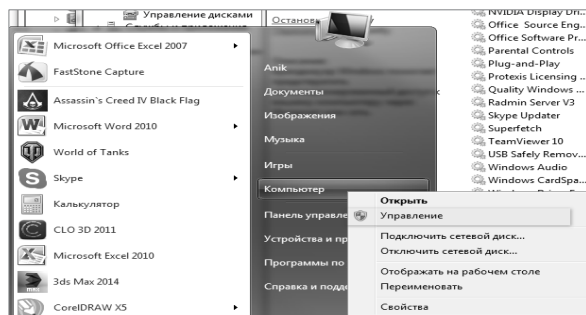 Управление дисками
Службы и приложения
Останов
Microsoft Office Excel 2007
FastStone Capture
Assassin`s Creed IV Black Flag
Microsoft Word 2010
World of Tanks
Skype
Калькулятор
CLO 3D 2011
Microsoft Excel 2010
3ds Max 2014
CorelDRAW X5
Anik
Документы
Изображения
Музыка
Игры
Компьютер
Панель управле
Устройства и пр
Программы по
Справка и подде
Открыть
Управление
Подключить сетевой диск...
Отключить сетевой диск...
Отображать на рабочем столе
Переименовать
Свойства
NVIDIA Display Dri...
Office Source Eng...
Office Software Pr...
Parental Controls
Plug-and-Play
Protexis Licensing ...
Quality Windows ...
Radmin Server V3
Skype Updater
Superfetch
TeamViewer 10
USB Safely Remov...
Windows Audio
Windows CardSpa...